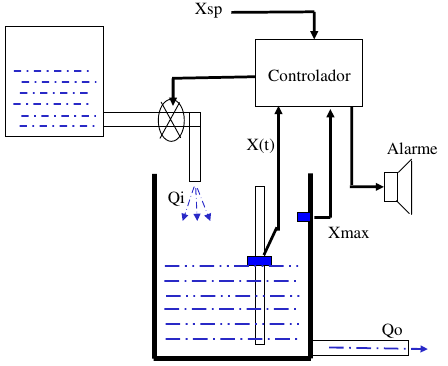 Xsp
Controlador
X(t)
Alarme
Qi
Xmax
Qo